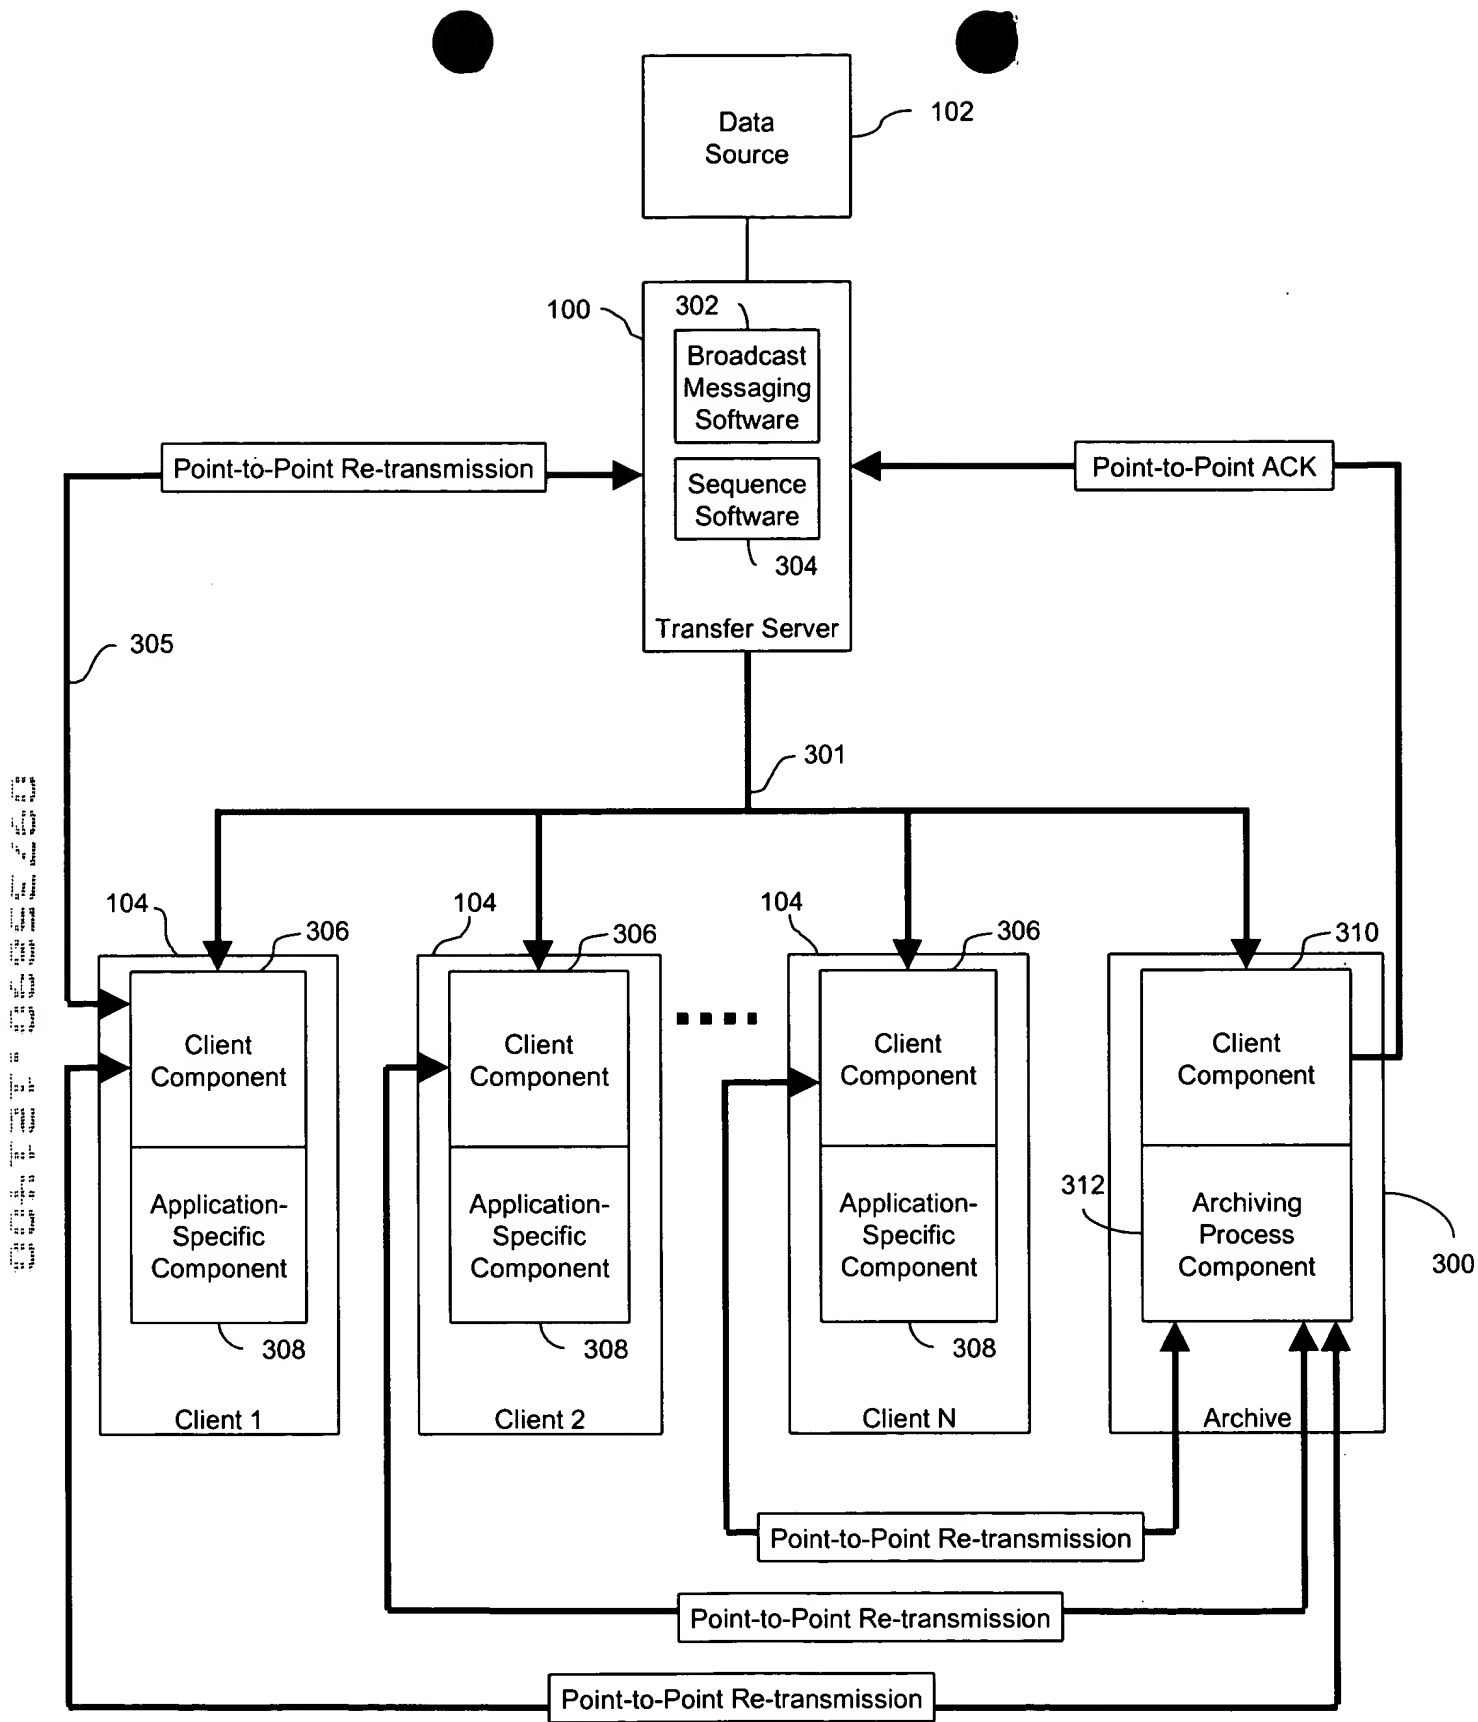 Data
Source
102
100
302
Broadcast
Messaging
Software
Sequence
Software
304
Transfer Server
Point-to-Point Re-transmission
Point-to-Point ACK
305
301
104
306
104
306
104
306
310
Client
Component
Client
Component
Client
Component
Client
Component
Application-
Specific
Component
Application-
Specific
Component
Application-
Specific
Component
312
Archiving
Process
Component
300
308
308
308
Client 1
Client 2
Client N
Archive
Point-to-Point Re-transmission
Point-to-Point Re-transmission
Point-to-Point Re-transmission